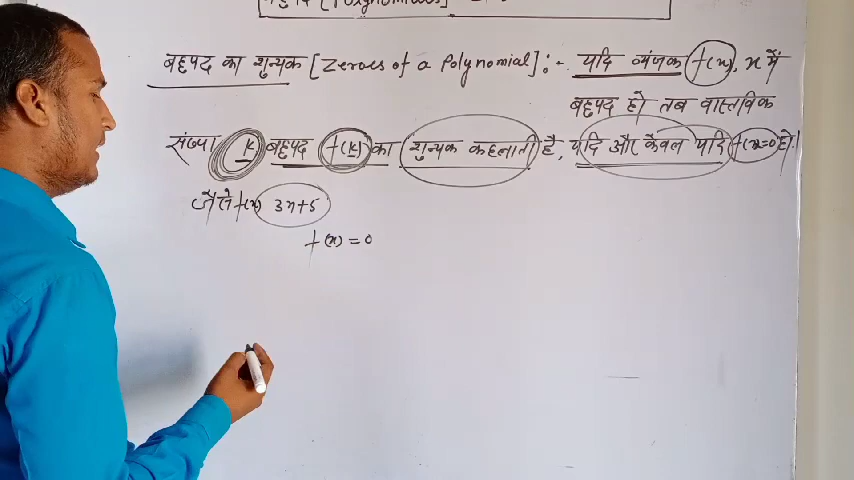 [Polynomials]
बहुपद का शुन्यक [Zeroes of a Polynomial] :- यदि व्यंजक f(x), x में
बहुपद हो तब वास्तविक
संख्या k बहुपद f(k) का शुन्यक कहलाती है, यदि और केवल यदि f(x=0) हो।
जैसे f(x) 3x+5
f(x) = 0